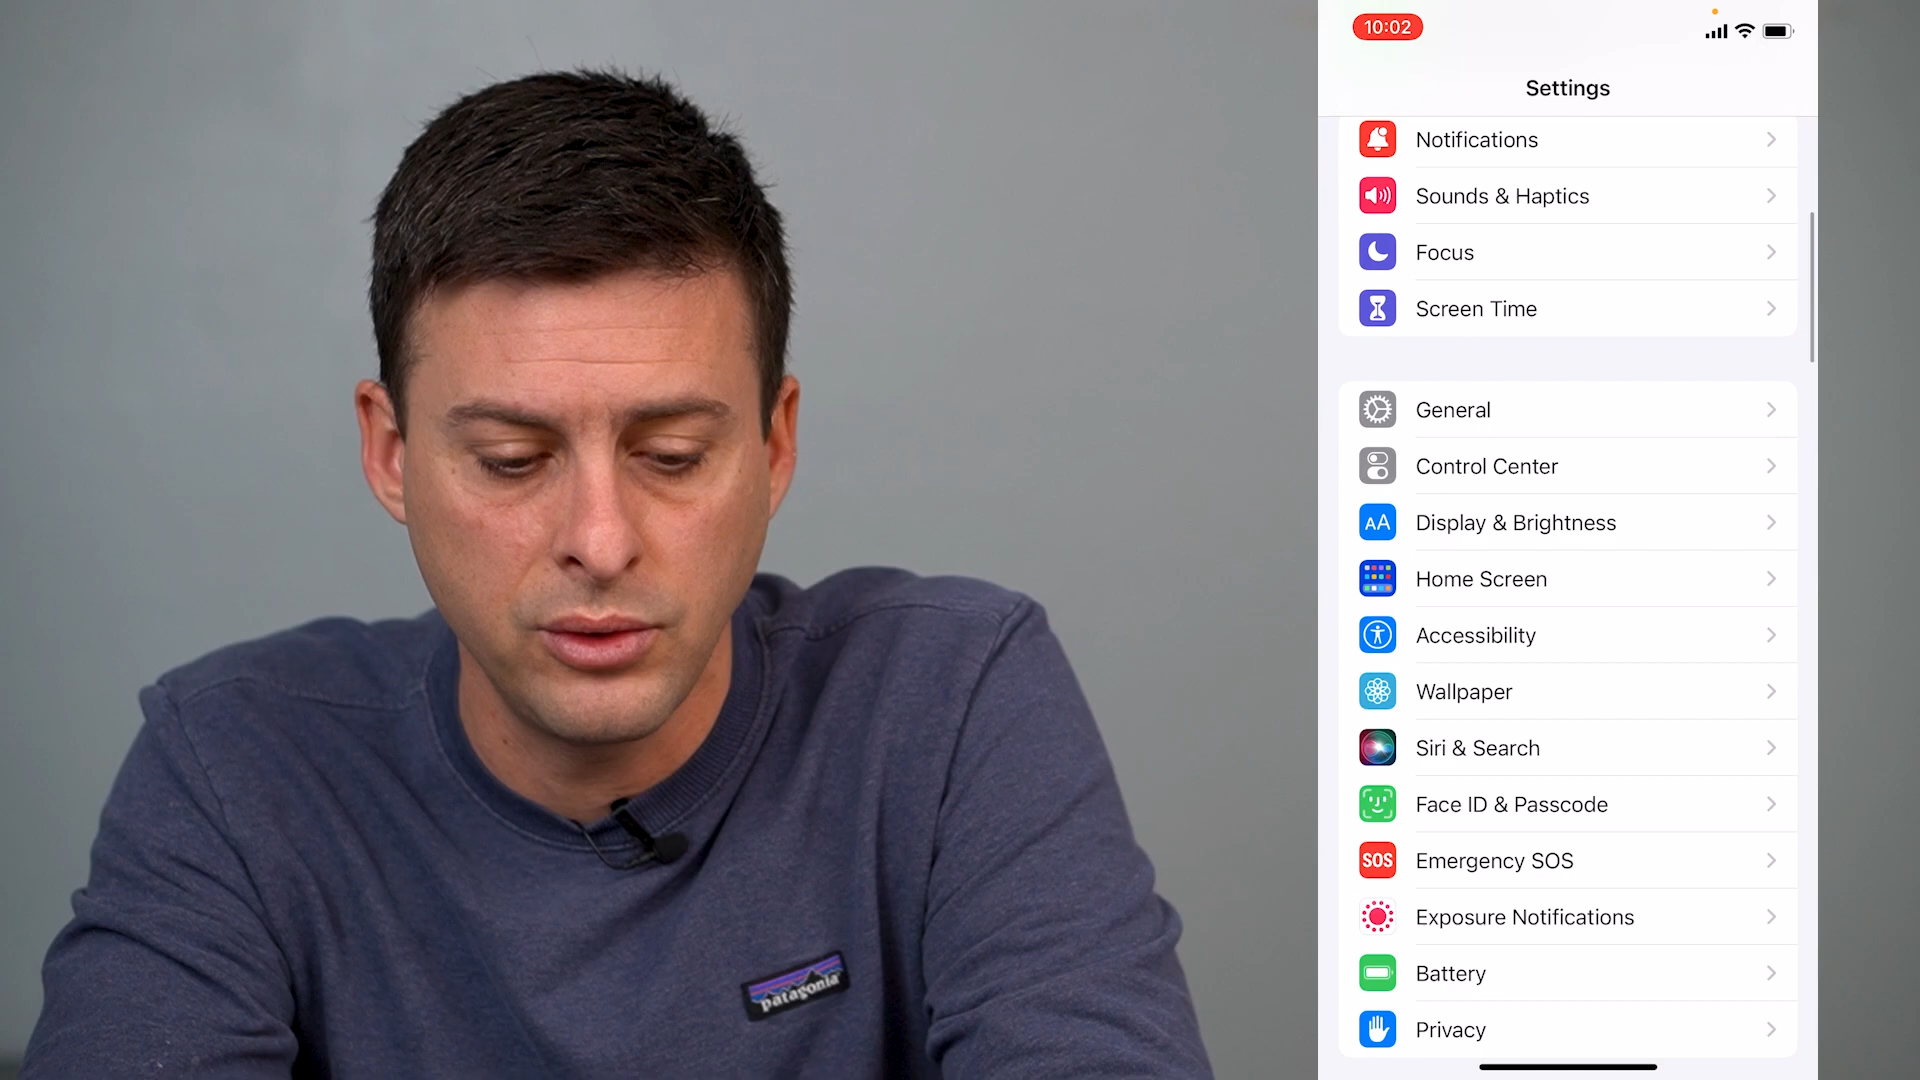 10:02
Settings
Notifications
Sounds & Haptics
Focus
Screen Time
General
Control Center
AA
Display & Brightness
Home Screen
Accessibility
Wallpaper
Siri & Search
Face ID & Passcode
SOS
Emergency SOS
Exposure Notifications
Battery
Privacy
patagonia